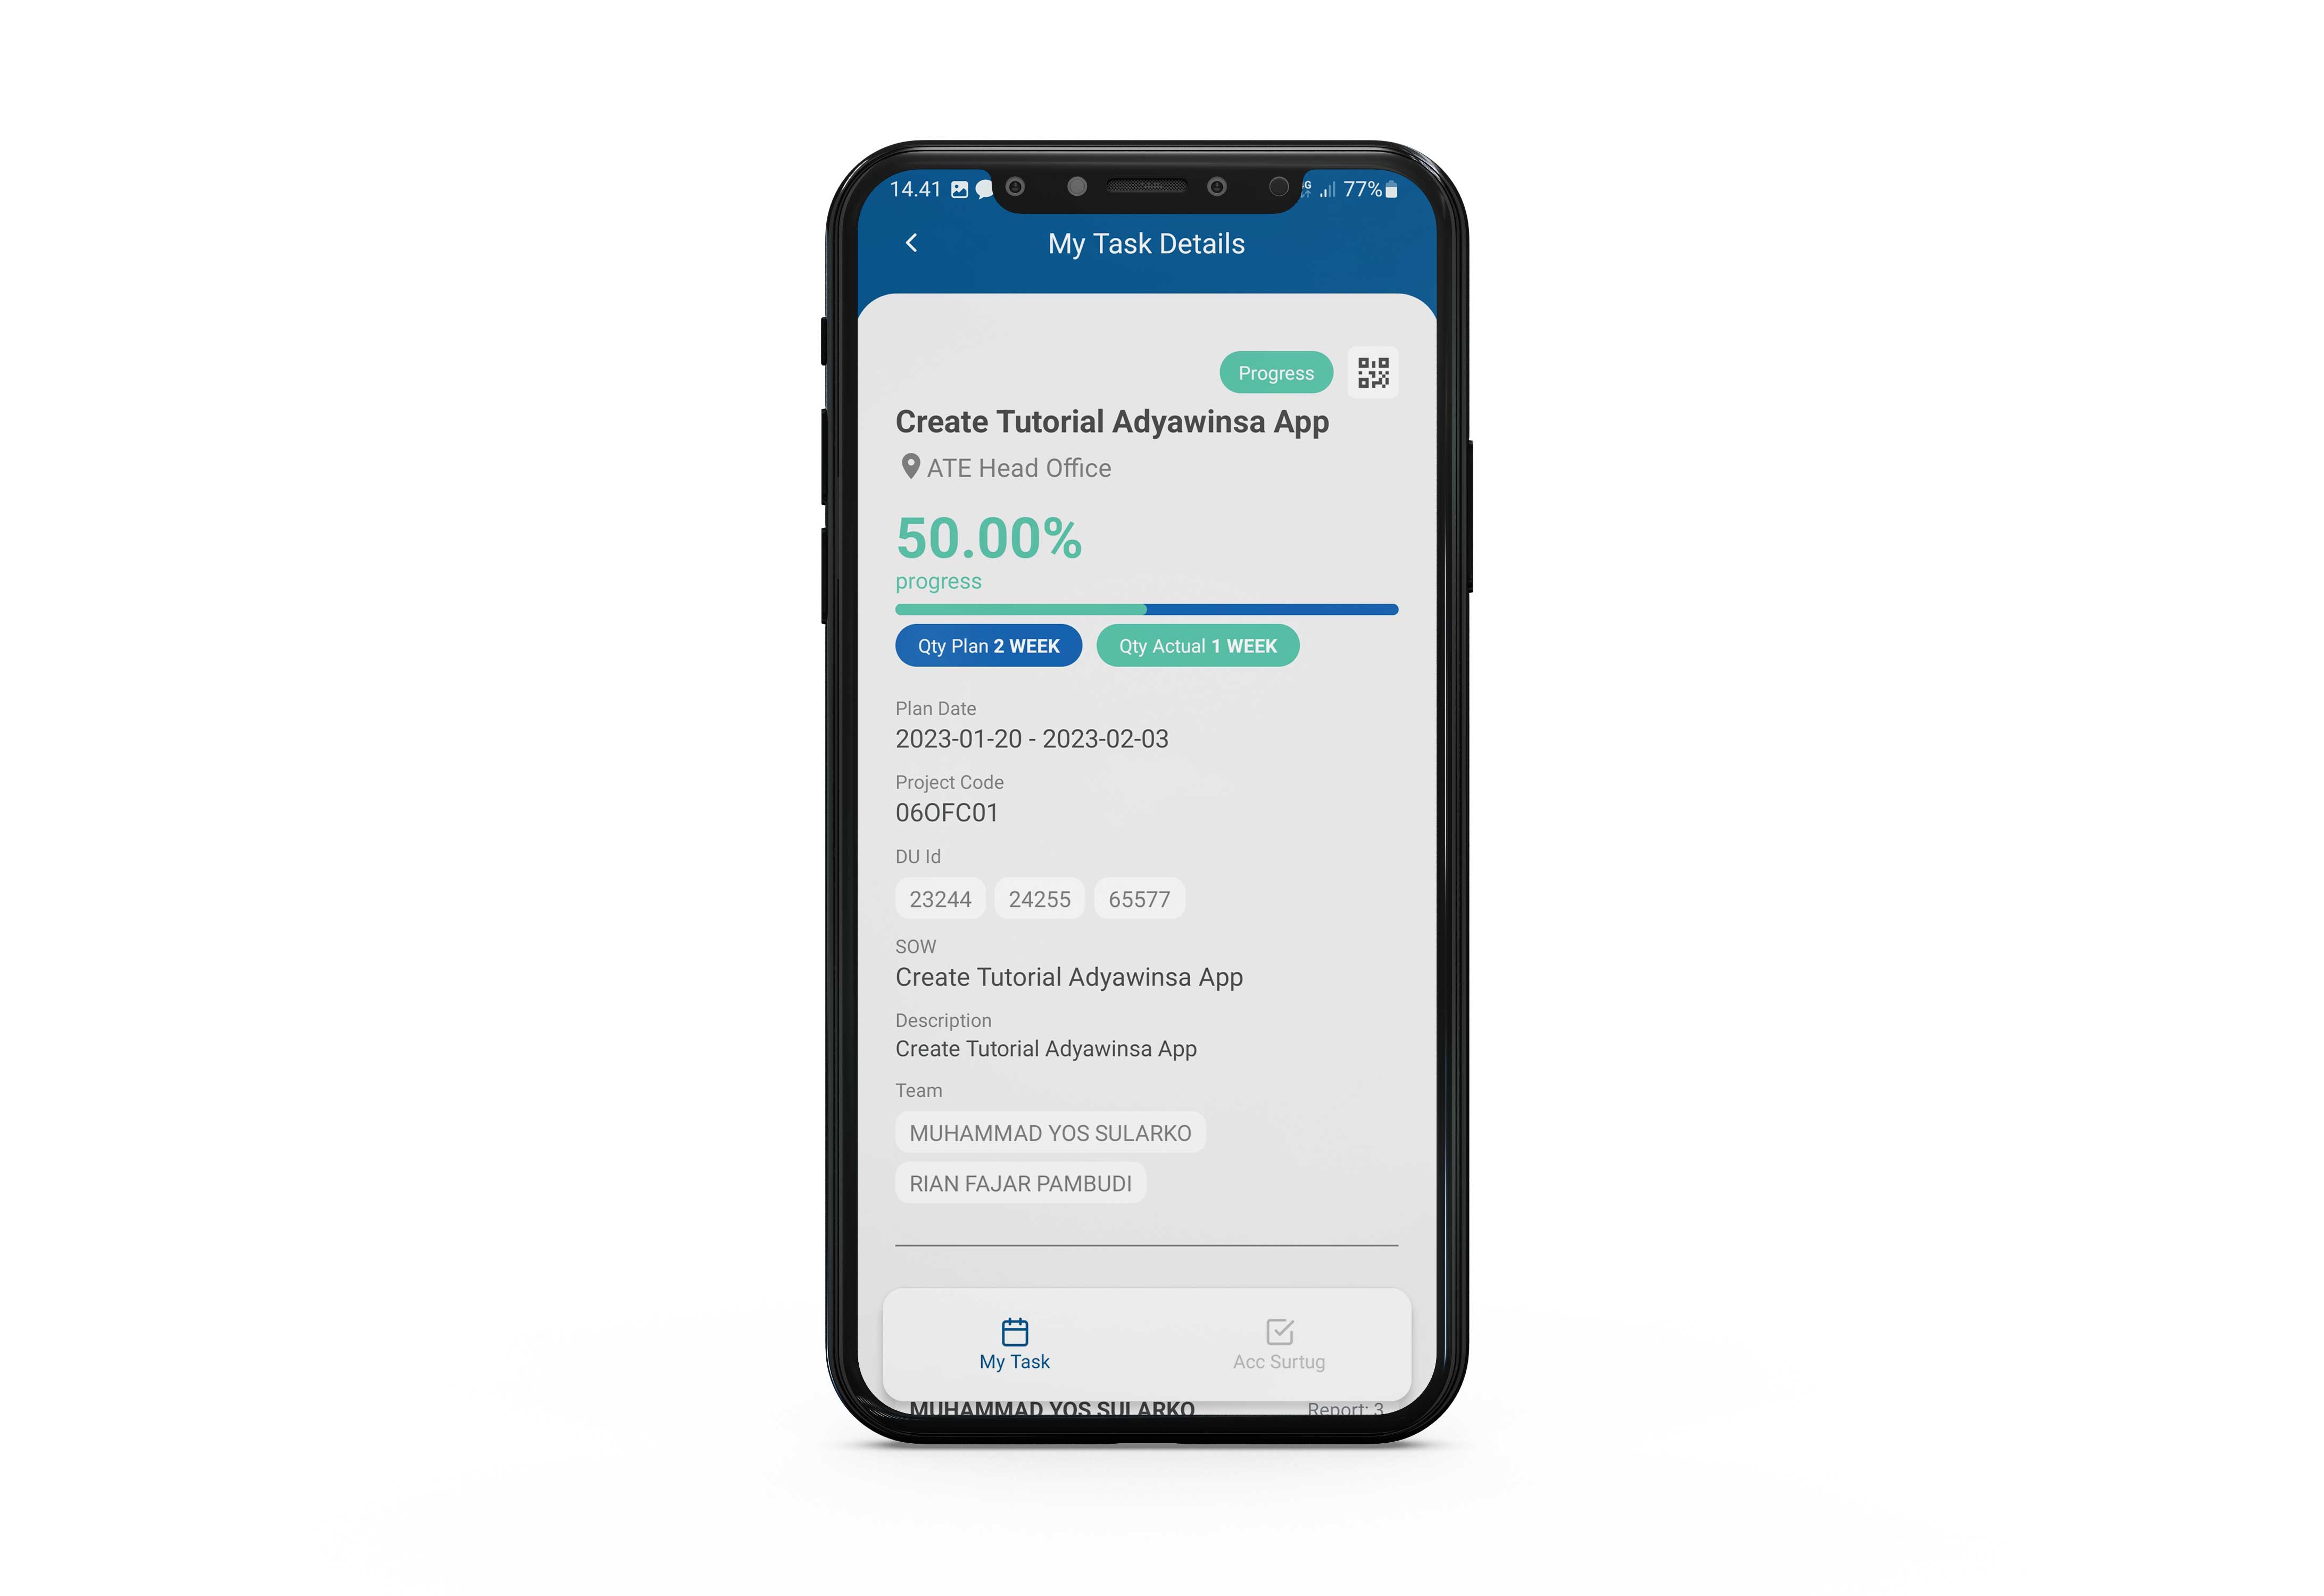 14.41 77%
My Task Details
Progress
Create Tutorial Adyawinsa App
ATE Head Office
50.00%
progress
Qty Plan 2 WEEK Qty Actual 1 WEEK
Plan Date
2023-01-20 - 2023-02-03
Project Code
06OFC01
DU Id
23244 24255 65577
SOW
Create Tutorial Adyawinsa App
Description
Create Tutorial Adyawinsa App
Team
MUHAMMAD YOS SULARKO
RIAN FAJAR PAMBUDI
My Task Acc Surtug
MUHAMMAD YOS SULARKO Report: 3